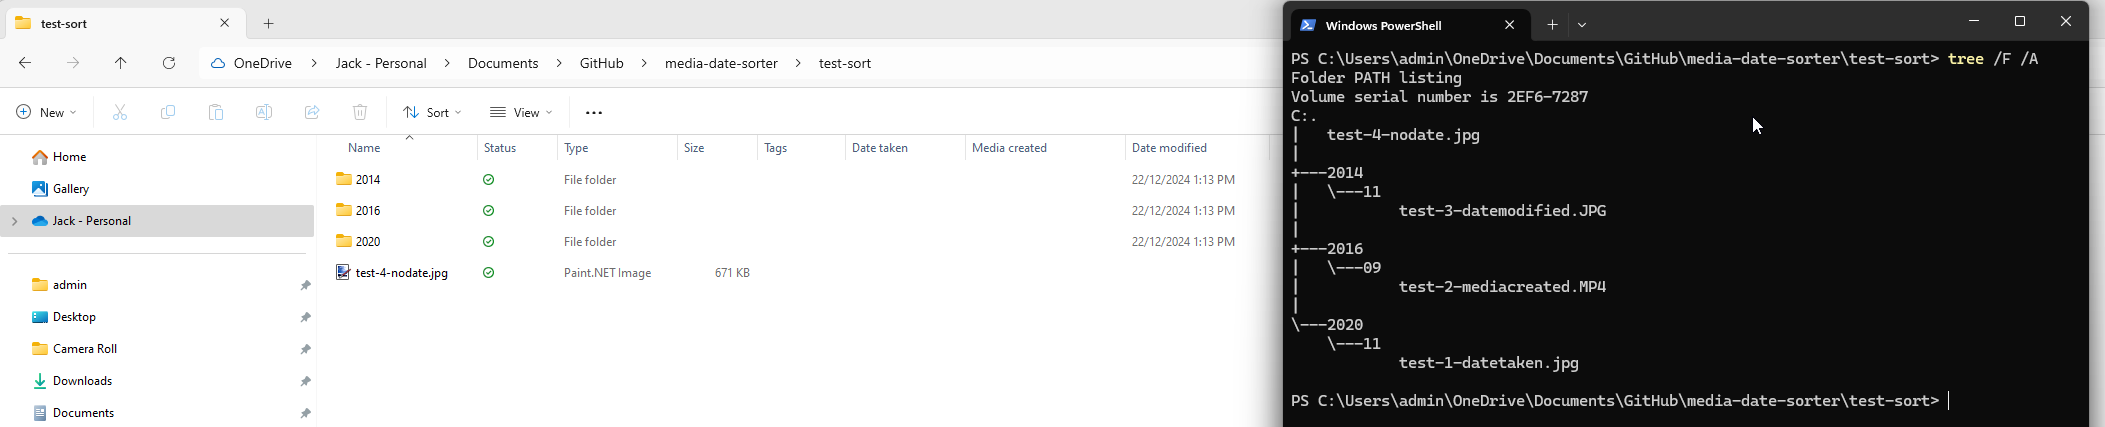 test-sort
OneDrive > Jack - Personal > Documents > GitHub > media-date-sorter > test-sort
New Sort View
Home
Gallery
Jack - Personal
admin
Desktop
Camera Roll
Downloads
Documents
Name Status Type Size Tags Date taken Media created Date modified
2014 File folder 22/12/2024 1:13 PM
2016 File folder 22/12/2024 1:13 PM
2020 File folder 22/12/2024 1:13 PM
test-4-nodate.jpg Paint.NET Image 671 KB
Windows PowerShell
PS C:\Users\admin\OneDrive\Documents\GitHub\media-date-sorter\test-sort> tree /F /A
Folder PATH listing
Volume serial number is 2EF6-7287
C:.
|   test-4-nodate.jpg
|
+---2014
|   \---11
|           test-3-datemodified.JPG
|
+---2016
|   \---09
|           test-2-mediacreated.MP4
|
\---2020
    \---11
            test-1-datetaken.jpg
PS C:\Users\admin\OneDrive\Documents\GitHub\media-date-sorter\test-sort>